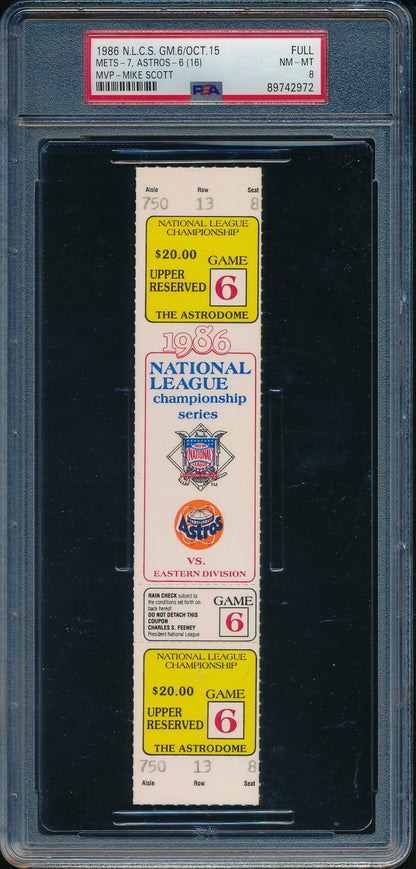 1986 N.L.C.S. GM.6/OCT.15 FULL
METS-7, ASTROS-6 (16) NM-MT
MVP-MIKE SCOTT 8
PSA 89742972
Aisle Row Seat
750 13 8
NATIONAL LEAGUE
CHAMPIONSHIP
$20.00 GAME
UPPER
RESERVED 6
THE ASTRODOME
1986
NATIONAL
LEAGUE
championship
series
NATIONAL
LEAGUE
TM
Astros
VS.
EASTERN DIVISION
RAIN CHECK subject to
the conditions set forth on
back hereof.
DO NOT DETACH THIS
COUPON
CHARLES S. FEENEY
President National League
GAME
6
NATIONAL LEAGUE
CHAMPIONSHIP
$20.00 GAME
UPPER
RESERVED 6
THE ASTRODOME
750 13 8
Aisle Row Seat